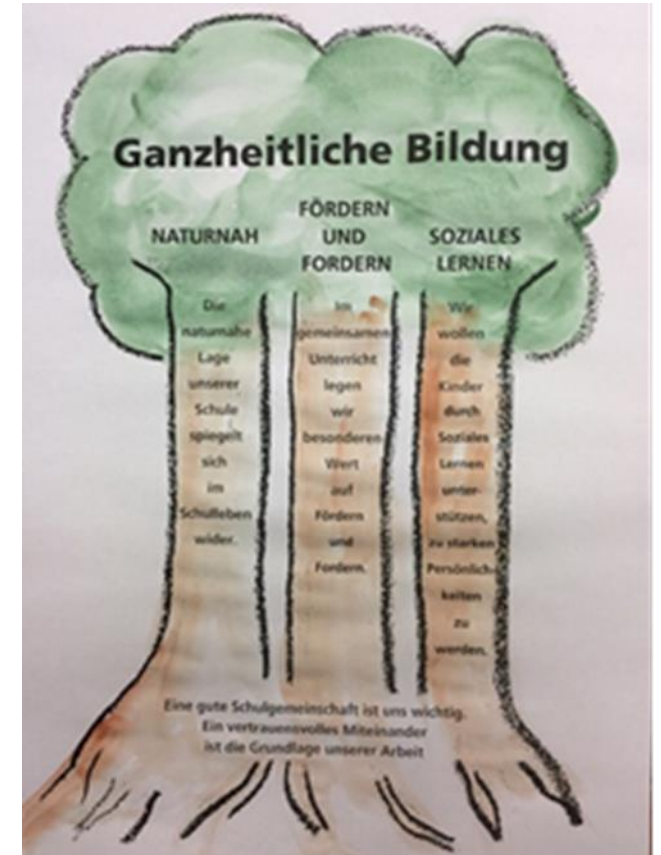 Ganzheitliche Bildung
NATURNAH
FÖRDERN
UND
FORDERN
SOZIALES
LERNEN
Die
naturnahe
Lage
unserer
Schule
spiegelt
sich
im
Schulleben
wider.
Im
gemeinsamen
Unterricht
legen
wir
besonderen
Wert
auf
Fördern
und
Fordern.
Wir
wollen
die
Kinder
durch
Soziales
Lernen
unter-
stützen,
zu starken
Persönlich-
keiten
zu
werden.
Eine gute Schulgemeinschaft ist uns wichtig.
Ein vertrauensvolles Miteinander
ist die Grundlage unserer Arbeit